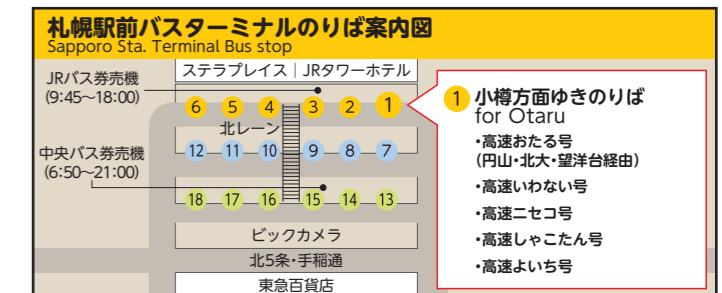 札幌駅前バスターミナルのりば案内図
Sapporo Sta. Terminal Bus stop
JRバス券売機
(9:45～18:00)
ステラプレイス｜JRタワーホテル
6 5 4 3 2 1
北レーン
中央バス券売機
(6:50～21:00)
12 11 10 9 8 7
18 17 16 15 14 13
ビックカメラ
北5条・手稲通
東急百貨店
1 小樽方面ゆきのりば
for Otaru
・高速おたる号
(円山・北大・望洋台経由)
・高速いわない号
・高速ニセコ号
・高速しゃこたん号
・高速よいち号